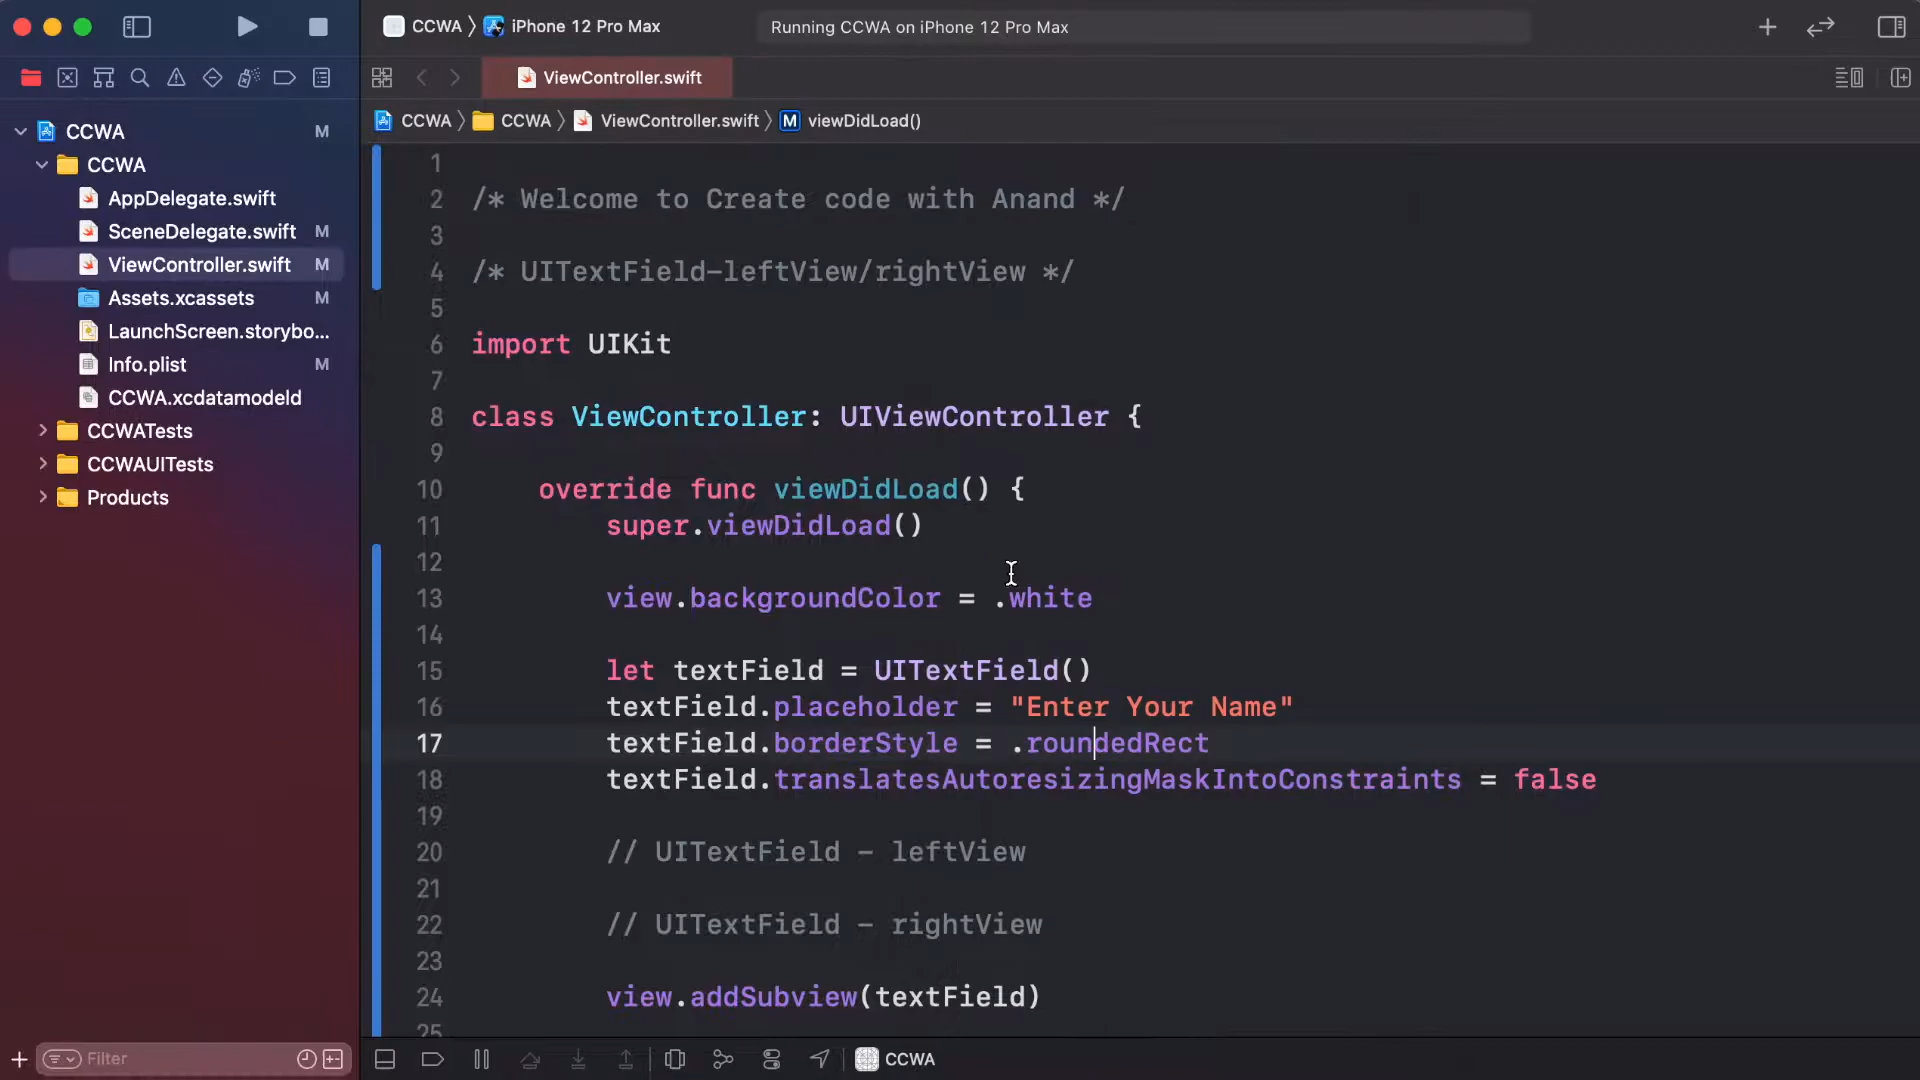 CCWA 〉 iPhone 12 Pro Max
Running CCWA on iPhone 12 Pro Max
ViewController.swift
CCWA 〉 CCWA 〉 ViewController.swift 〉 M viewDidLoad()
CCWA M
CCWA
AppDelegate.swift
SceneDelegate.swift M
ViewController.swift M
Assets.xcassets M
LaunchScreen.storybo...
Info.plist M
CCWA.xcdatamodeld
CCWATests
CCWAUITests
Products
Filter
1
2 /* Welcome to Create code with Anand */
3
4 /* UITextField-leftView/rightView */
5
6 import UIKit
7
8 class ViewController: UIViewController {
9
10 override func viewDidLoad() {
11 super.viewDidLoad()
12
13 view.backgroundColor = .white
14
15 let textField = UITextField()
16 textField.placeholder = "Enter Your Name"
17 textField.borderStyle = .roundedRect
18 textField.translatesAutoresizingMaskIntoConstraints = false
19
20 // UITextField - leftView
21
22 // UITextField - rightView
23
24 view.addSubview(textField)
25
CCWA